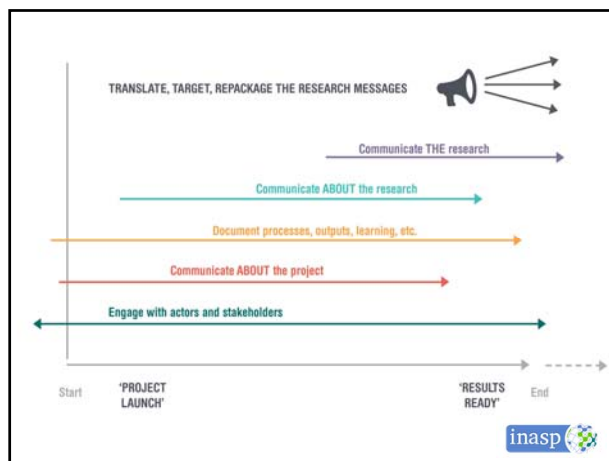 TRANSLATE, TARGET, REPACKAGE THE RESEARCH MESSAGES
Communicate THE research
Communicate ABOUT the research
Document processes, outputs, learning, etc.
Communicate ABOUT the project
Engage with actors and stakeholders
Start
'PROJECT
LAUNCH'
'RESULTS
READY'
End
inasp